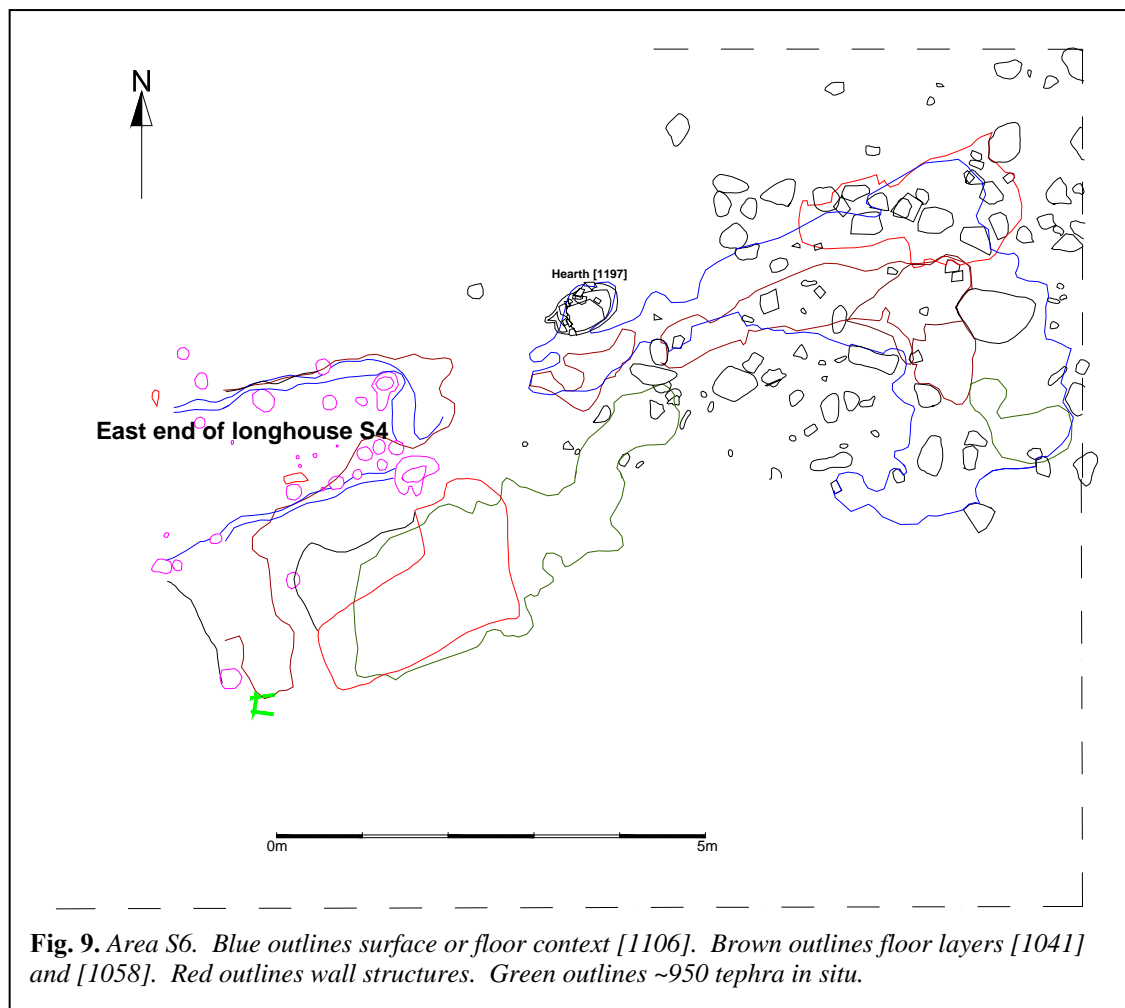 N
Hearth [1197]
East end of longhouse S4
0m
5m
Fig. 9. Area S6. Blue outlines surface or floor context [1106]. Brown outlines floor layers [1041]
and [1058]. Red outlines wall structures. Green outlines ~950 tephra in situ.